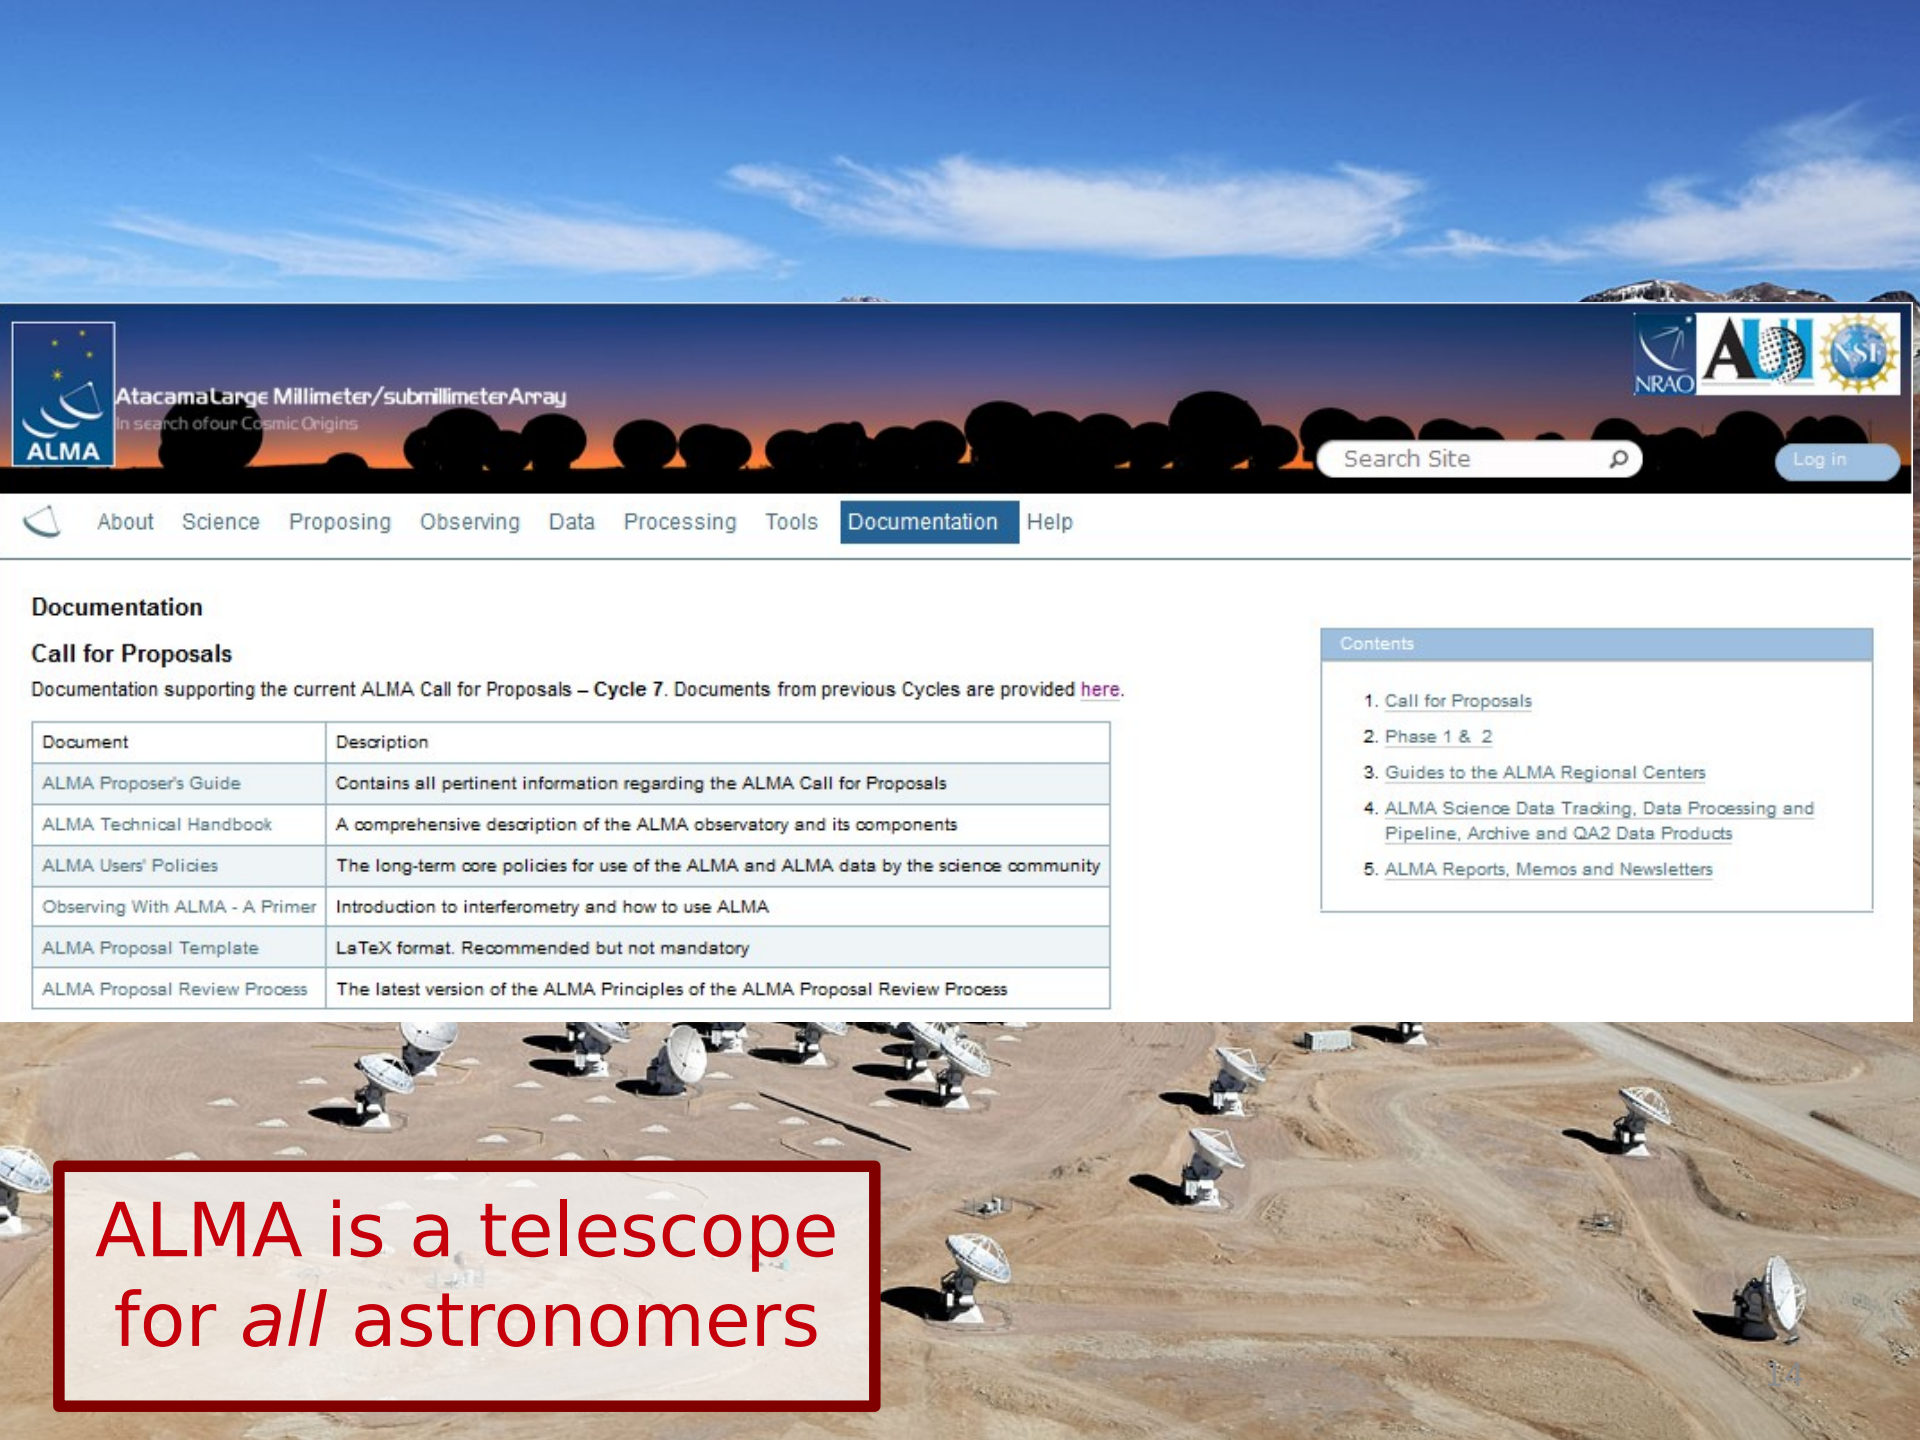 AtacamaLarge Millimeter/submillimeterArray
In search of our Cosmic Origins
ALMA
NRAO
AUI
NSF
Search Site
Log in
About Science Proposing Observing Data Processing Tools Documentation Help
Documentation
Call for Proposals
Documentation supporting the current ALMA Call for Proposals – Cycle 7. Documents from previous Cycles are provided here.
Document Description
ALMA Proposer's Guide Contains all pertinent information regarding the ALMA Call for Proposals
ALMA Technical Handbook A comprehensive description of the ALMA observatory and its components
ALMA Users' Policies The long-term core policies for use of the ALMA and ALMA data by the science community
Observing With ALMA - A Primer Introduction to interferometry and how to use ALMA
ALMA Proposal Template LaTeX format. Recommended but not mandatory
ALMA Proposal Review Process The latest version of the ALMA Principles of the ALMA Proposal Review Process
Contents
1. Call for Proposals
2. Phase 1 & 2
3. Guides to the ALMA Regional Centers
4. ALMA Science Data Tracking, Data Processing and
Pipeline, Archive and QA2 Data Products
5. ALMA Reports, Memos and Newsletters
ALMA is a telescope
for all astronomers
14